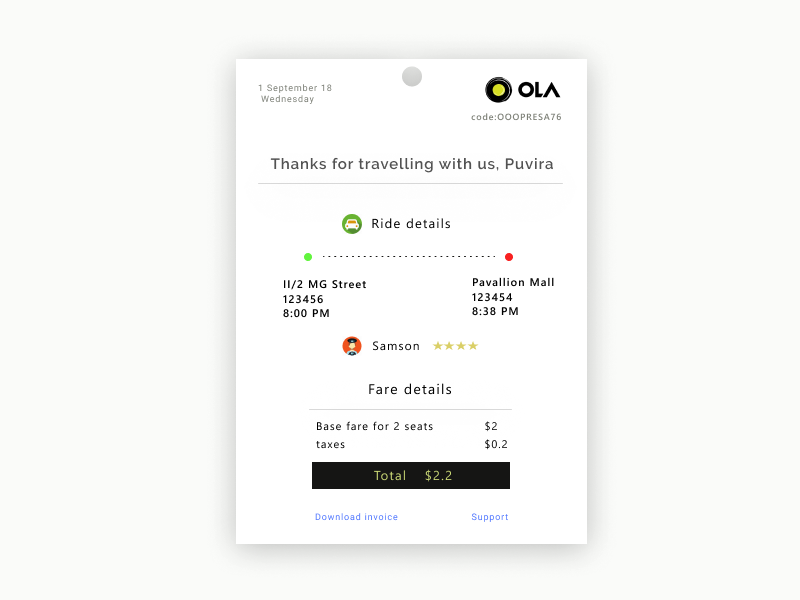 1 September 18
Wednesday
OLA
code:OOOPRESA76
Thanks for travelling with us, Puvira
Ride details
II/2 MG Street
123456
8:00 PM
Pavallion Mall
123454
8:38 PM
Samson
Fare details
Base fare for 2 seats $2
taxes $0.2
Total $2.2
Download invoice Support